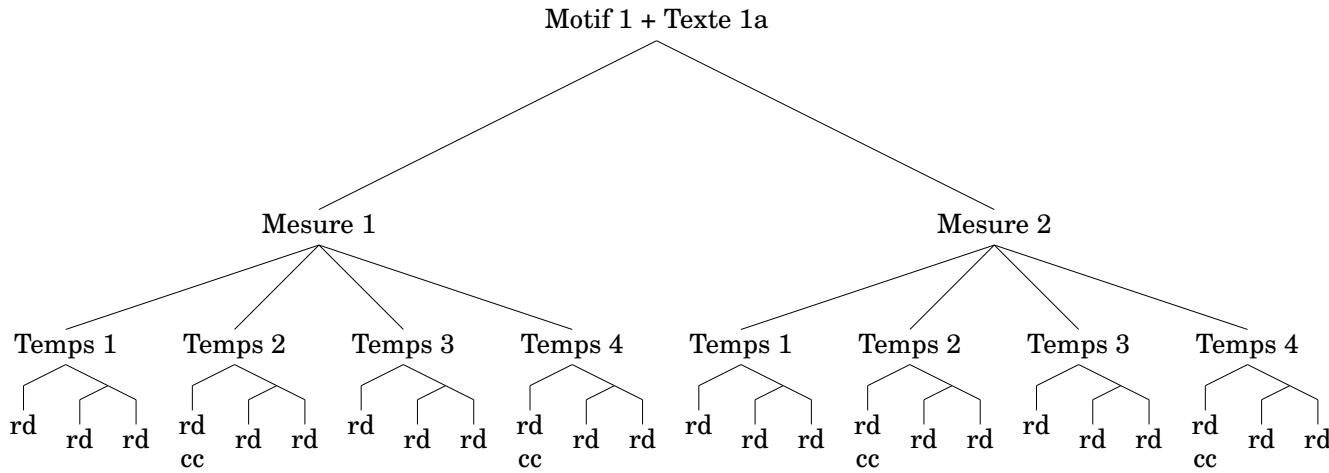 Motif 1 + Texte 1a
Mesure 1 Mesure 2
Temps 1 Temps 2 Temps 3 Temps 4 Temps 1 Temps 2 Temps 3 Temps 4
rd rd rd rd rd rd rd rd
rd rd rd rd rd rd rd rd rd rd rd rd rd rd rd rd
cc cc cc cc